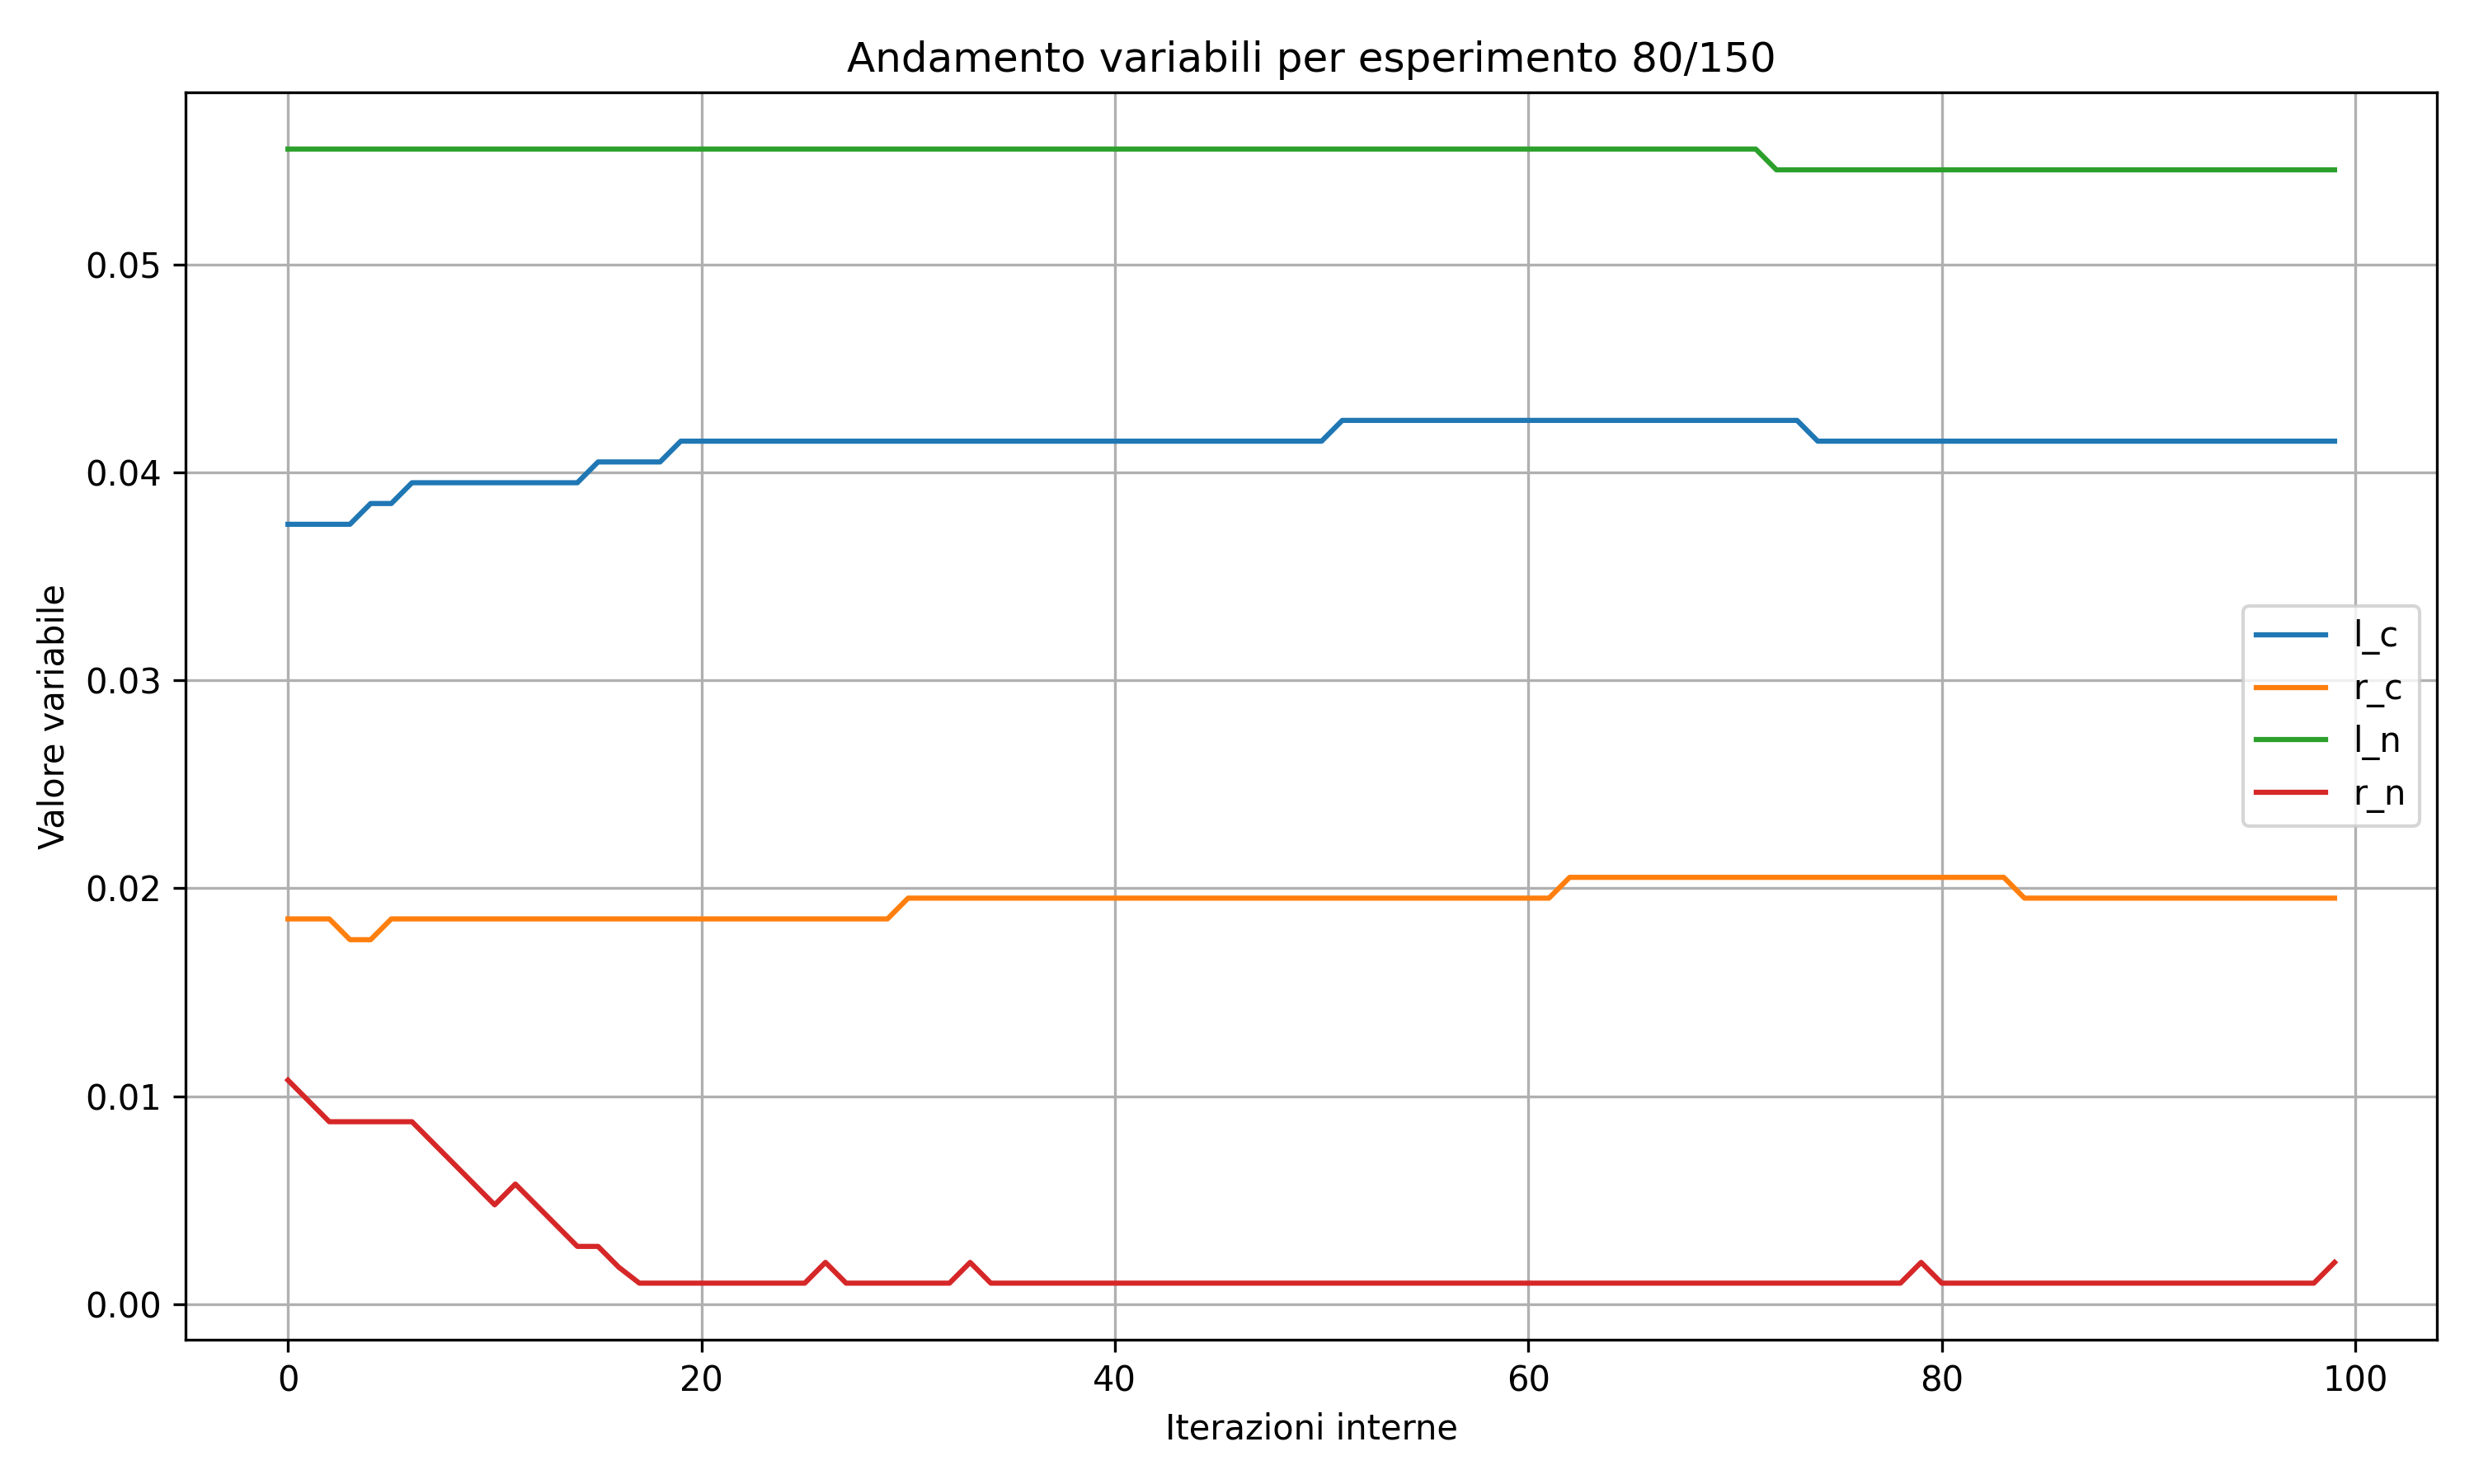 Andamento variabili per esperimento 80/150
Valore variabile
0.05
0.04
0.03
0.02
0.01
0.00
l_c
r_c
l_n
r_n
0 20 40 60 80 100
Iterazioni interne